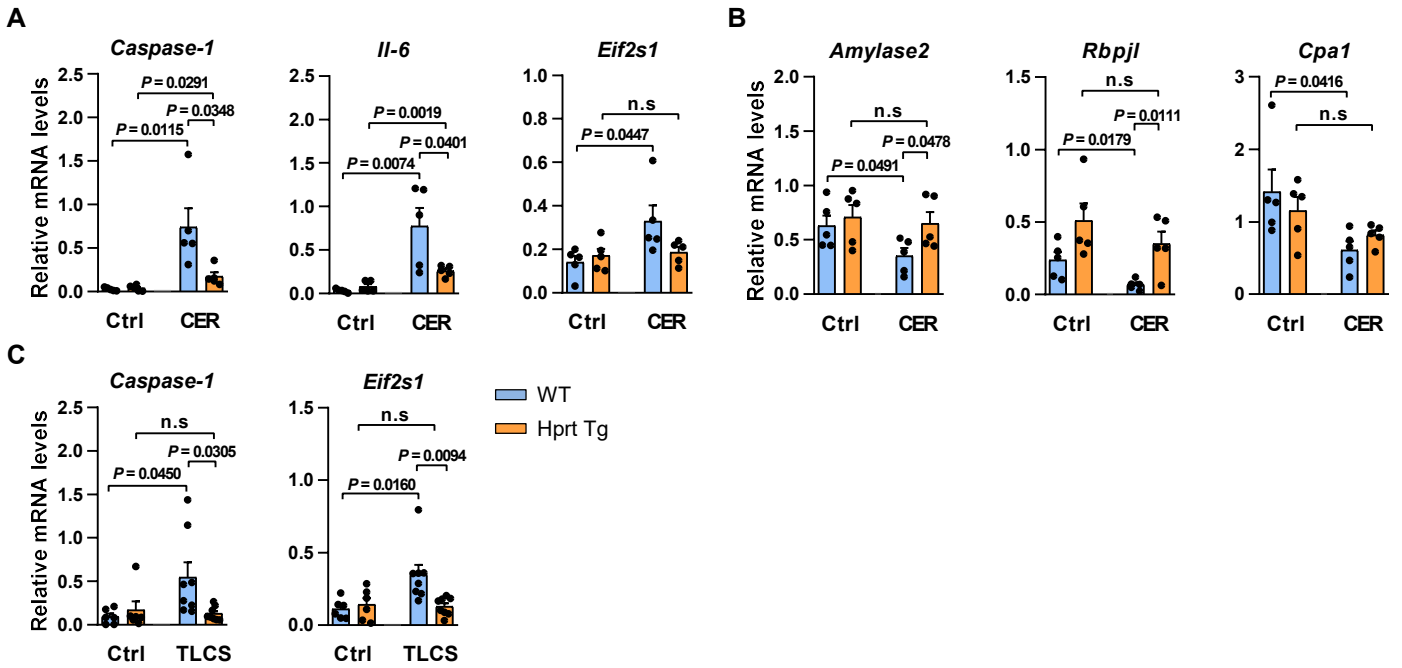 A
B
Caspase-1
Il-6
Eif2s1
Amylase2
Rbpjl
Cpa1
Relative mRNA levels
2.5
2.0
1.5
1.0
0.5
0.0
P = 0.0291
P = 0.0348
P = 0.0115
Ctrl CER
2.5
2.0
1.5
1.0
0.5
0.0
P = 0.0019
P = 0.0401
P = 0.0074
Ctrl CER
1.0
0.8
0.6
0.4
0.2
0.0
n.s
P = 0.0447
Ctrl CER
Relative mRNA levels
2.0
1.5
1.0
0.5
0.0
n.s
P = 0.0478
P = 0.0491
Ctrl CER
1.5
1.0
0.5
0.0
n.s
P = 0.0111
P = 0.0179
Ctrl CER
3
2
1
0
P = 0.0416
n.s
Ctrl CER
C
Caspase-1
Eif2s1
Relative mRNA levels
2.5
2.0
1.5
1.0
0.5
0.0
n.s
P = 0.0305
P = 0.0450
Ctrl TLCS
1.5
1.0
0.5
0.0
n.s
P = 0.0094
P = 0.0160
Ctrl TLCS
WT
Hprt Tg